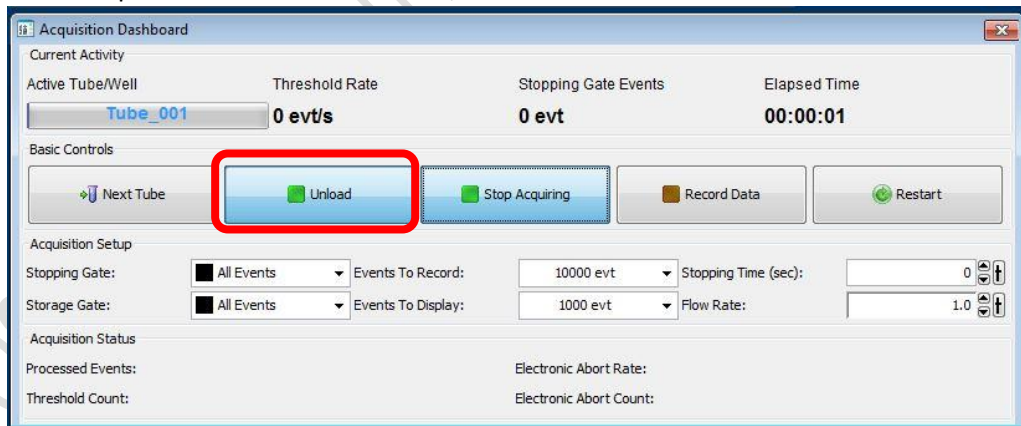 Acquisition Dashboard
Current Activity
Active Tube/Well Threshold Rate Stopping Gate Events Elapsed Time
Tube_001 0 evt/s 0 evt 00:00:01
Basic Controls
Next Tube Unload Stop Acquiring Record Data Restart
Acquisition Setup
Stopping Gate: All Events Events To Record: 10000 evt Stopping Time (sec): 0
Storage Gate: All Events Events To Display: 1000 evt Flow Rate: 1.0
Acquisition Status
Processed Events: Electronic Abort Rate:
Threshold Count: Electronic Abort Count: